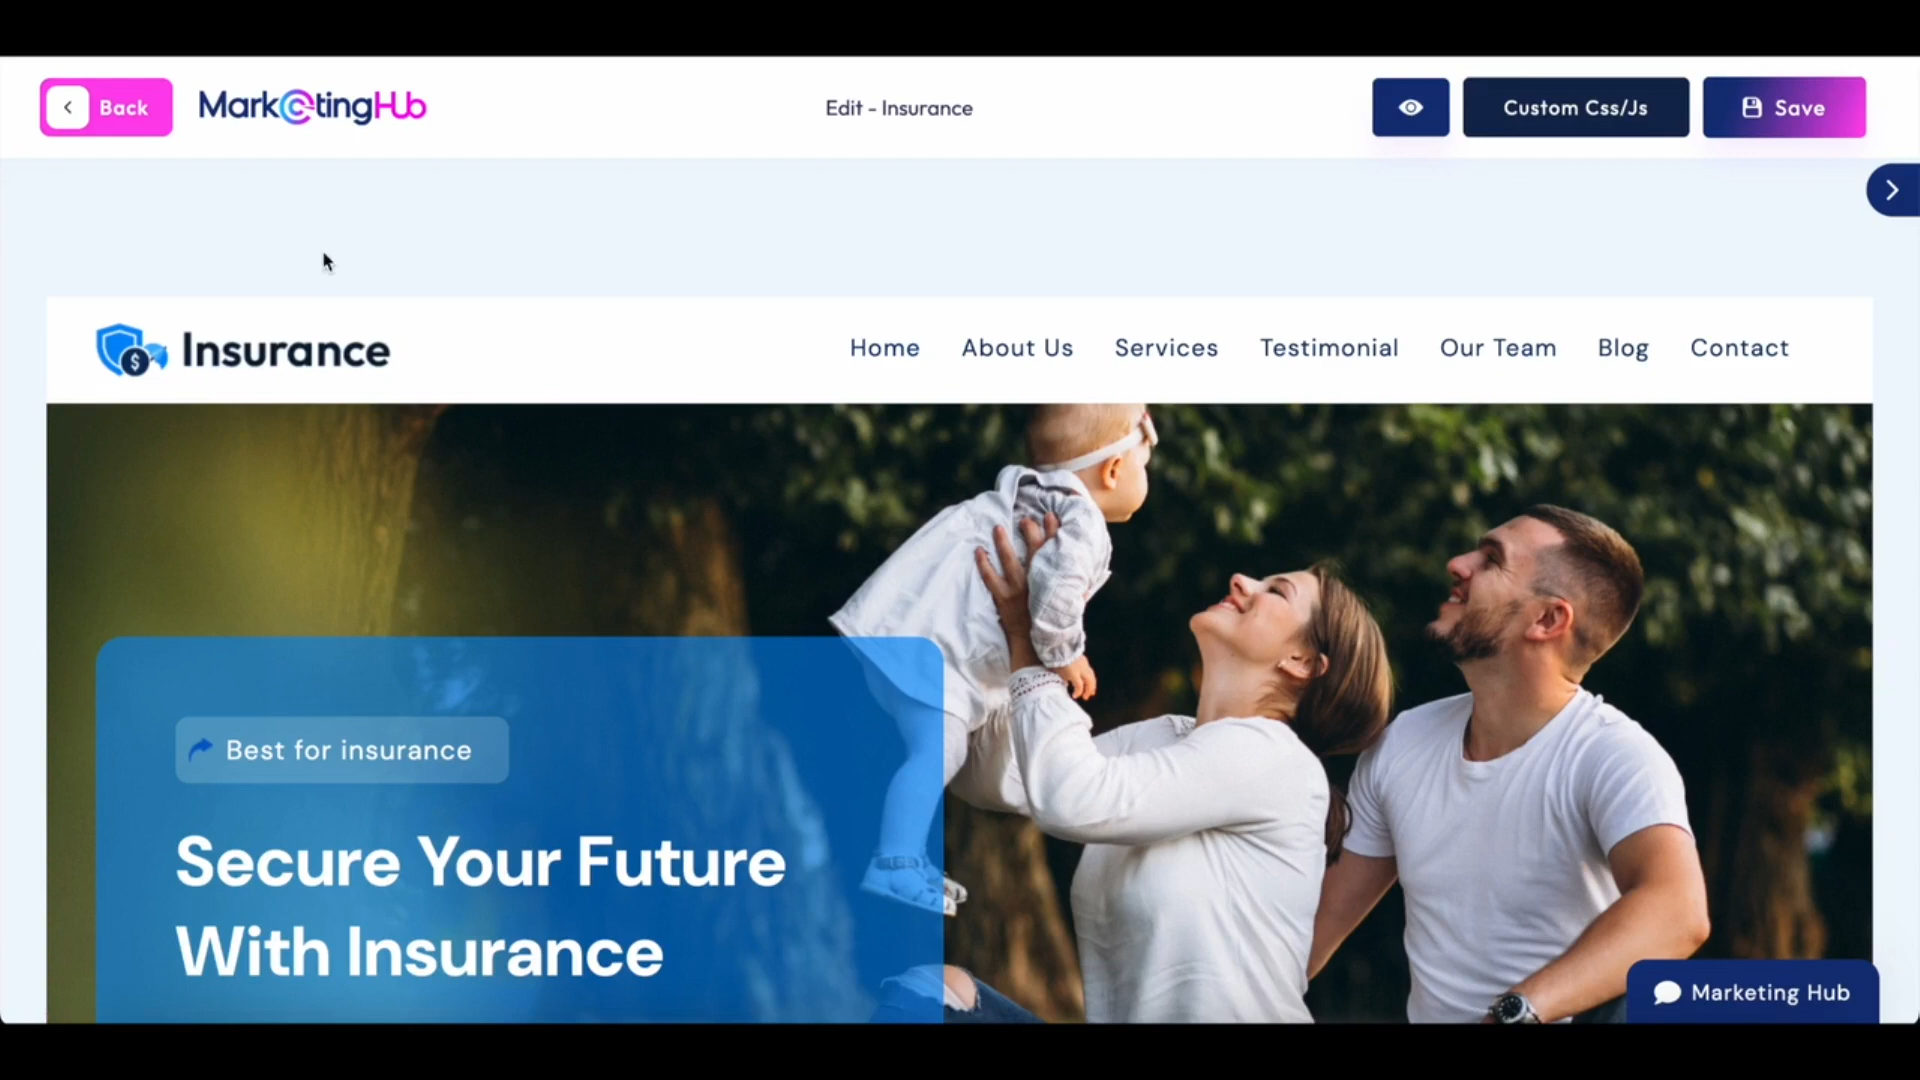 Back
MarketingHub
Edit - Insurance
Custom Css/Js
Save
$
Insurance
Home
About Us
Services
Testimonial
Our Team
Blog
Contact
Best for insurance
Secure Your Future
With Insurance
Marketing Hub